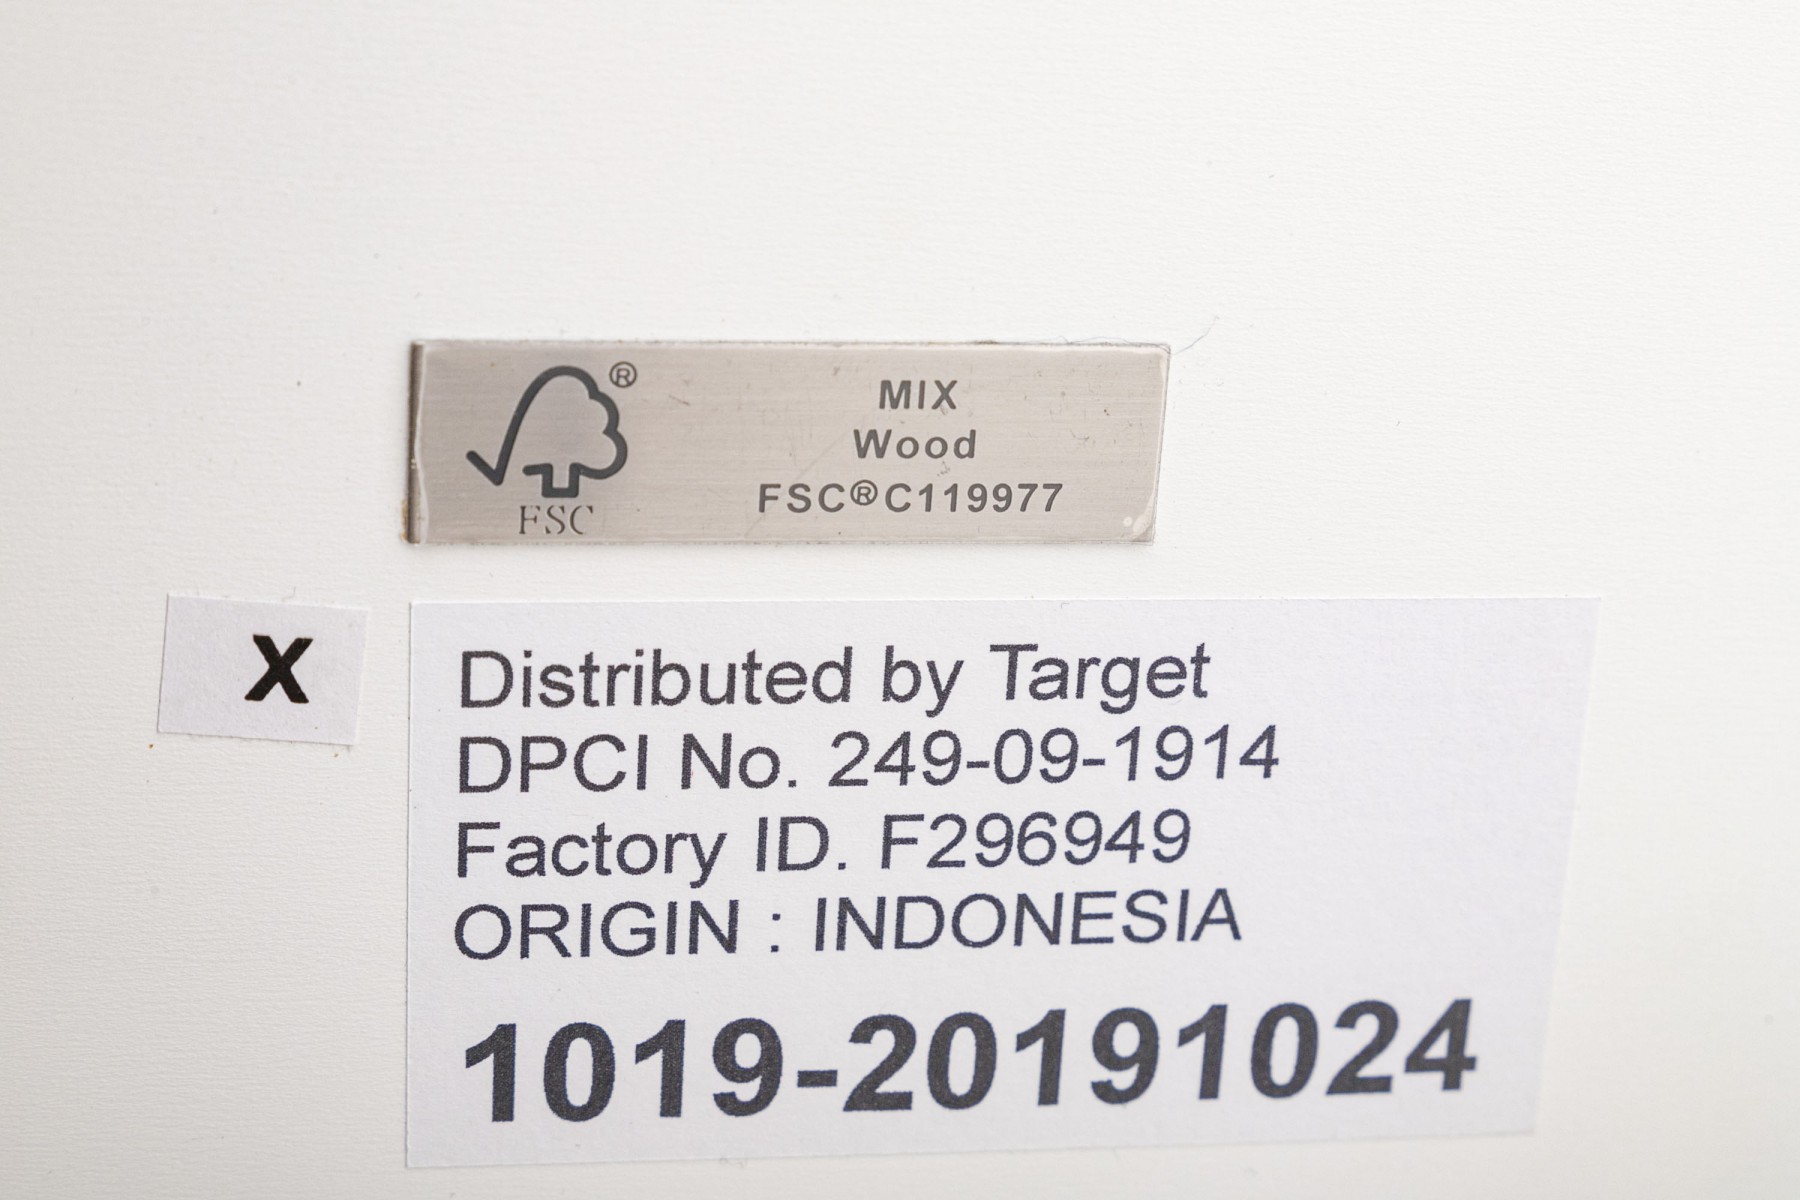 ®
FSC
MIX
Wood
FSC®C119977
X
Distributed by Target
DPCI No. 249-09-1914
Factory ID. F296949
ORIGIN : INDONESIA
1019-20191024